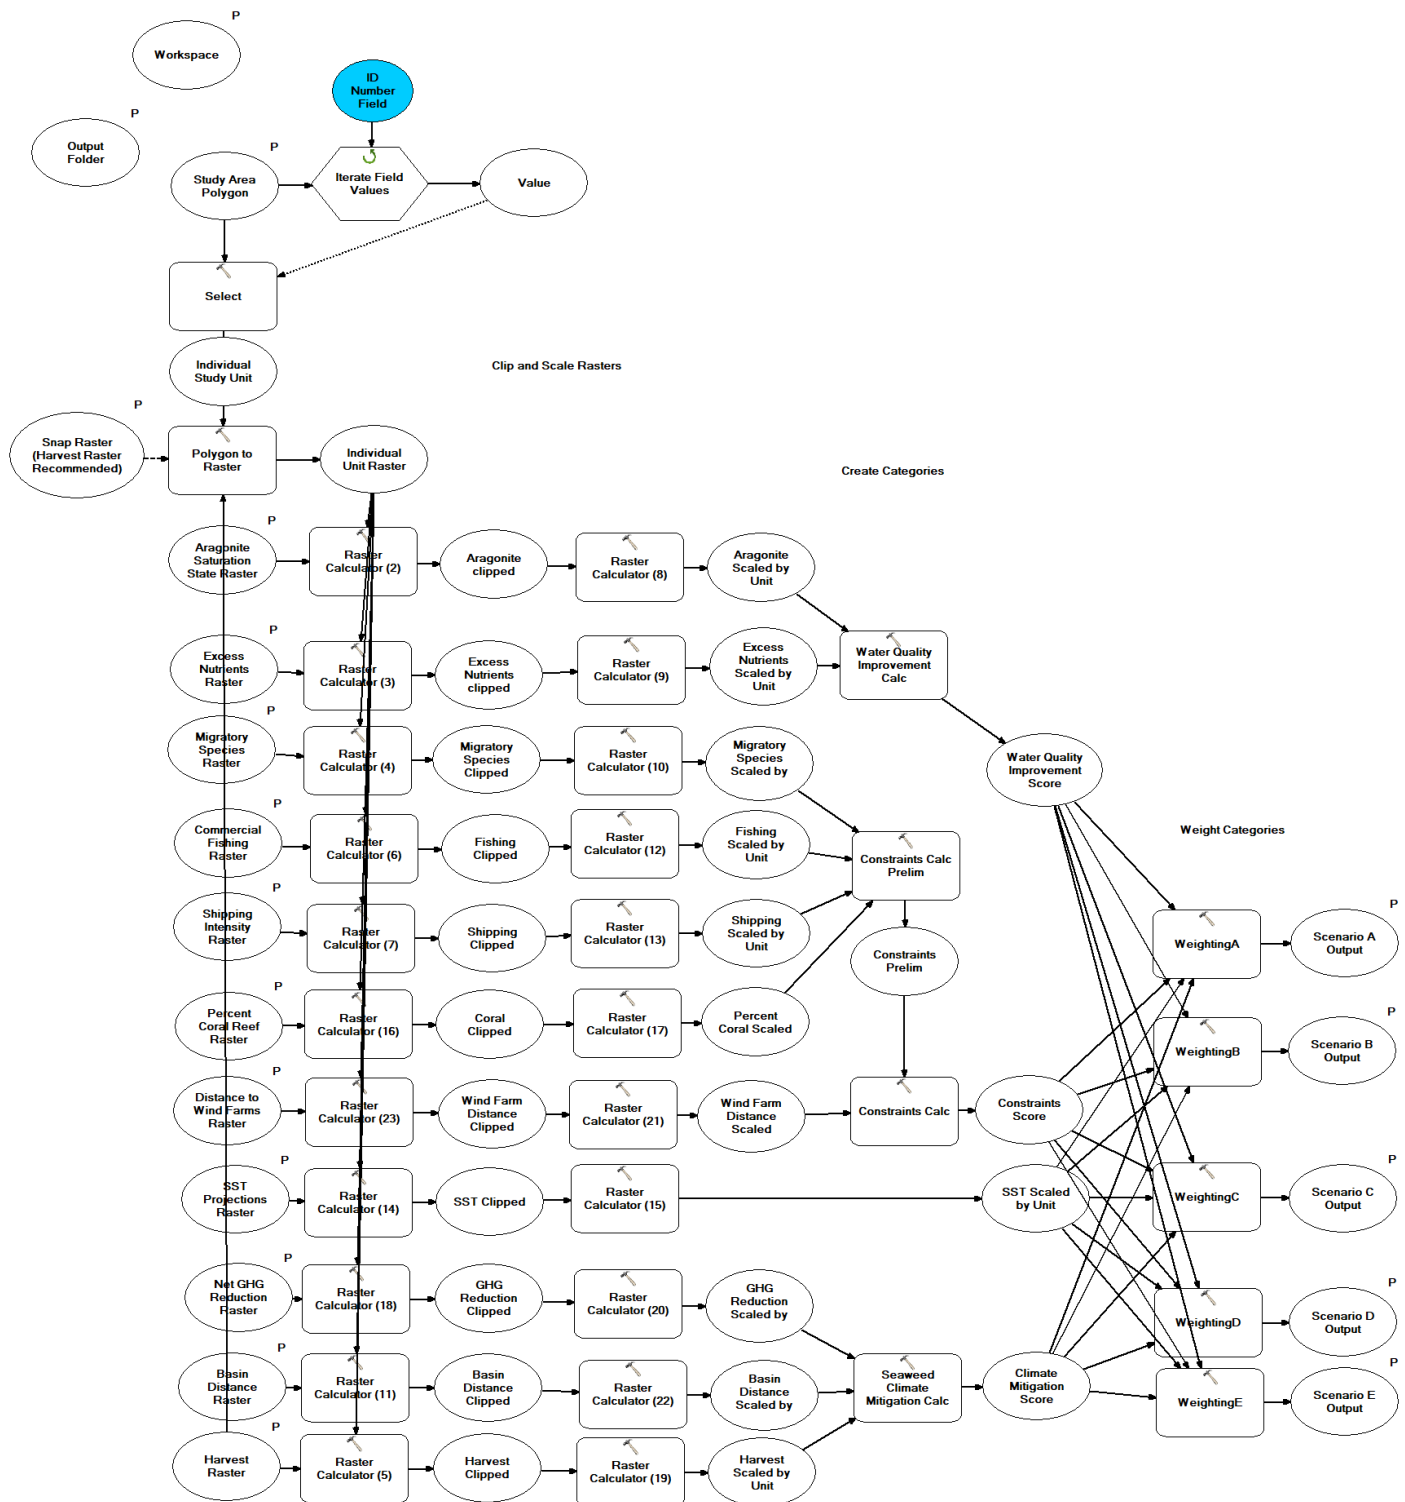 P
Workspace
ID
Number
Field
P
Output
Folder
P
Study Area
Polygon
Iterate Field
Values
Value
Select
Individual
Study Unit
Clip and Scale Rasters
P
Snap Raster
(Harvest Raster
Recommended)
Polygon to
Raster
Individual
Unit Raster
Create Categories
P
Aragonite
Saturation
State Raster
Raster
Calculator (2)
Aragonite
clipped
Raster
Calculator (8)
Aragonite
Scaled by
Unit
P
Excess
Nutrients
Raster
Raster
Calculator (3)
Excess
Nutrients
clipped
Raster
Calculator (9)
Excess
Nutrients
Scaled by
Unit
Water Quality
Improvement
Calc
P
Migratory
Species
Raster
Raster
Calculator (4)
Migratory
Species
Clipped
Raster
Calculator (10)
Migratory
Species
Scaled by
Water Quality
Improvement
Score
P
Commercial
Fishing
Raster
Raster
Calculator (6)
Fishing
Clipped
Raster
Calculator (12)
Fishing
Scaled by
Unit
Constraints Calc
Prelim
Weight Categories
P
Shipping
Intensity
Raster
Raster
Calculator (7)
Shipping
Clipped
Raster
Calculator (13)
Shipping
Scaled by
Unit
Constraints
Prelim
WeightingA
P
Scenario A
Output
P
Percent
Coral Reef
Raster
Raster
Calculator (16)
Coral
Clipped
Raster
Calculator (17)
Percent
Coral Scaled
WeightingB
P
Scenario B
Output
P
Distance to
Wind Farms
Raster
Raster
Calculator (23)
Wind Farm
Distance
Clipped
Raster
Calculator (21)
Wind Farm
Distance
Scaled
Constraints Calc
Constraints
Score
P
SST
Projections
Raster
Raster
Calculator (14)
SST Clipped
Raster
Calculator (15)
SST Scaled
by Unit
WeightingC
P
Scenario C
Output
P
Net GHG
Reduction
Raster
Raster
Calculator (18)
GHG
Reduction
Clipped
Raster
Calculator (20)
GHG
Reduction
Scaled by
WeightingD
P
Scenario D
Output
P
Basin
Distance
Raster
Raster
Calculator (11)
Basin
Distance
Clipped
Raster
Calculator (22)
Basin
Distance
Scaled by
Seaweed
Climate
Mitigation Calc
Climate
Mitigation
Score
WeightingE
P
Scenario E
Output
P
Harvest
Raster
Raster
Calculator (5)
Harvest
Clipped
Raster
Calculator (19)
Harvest
Scaled by
Unit